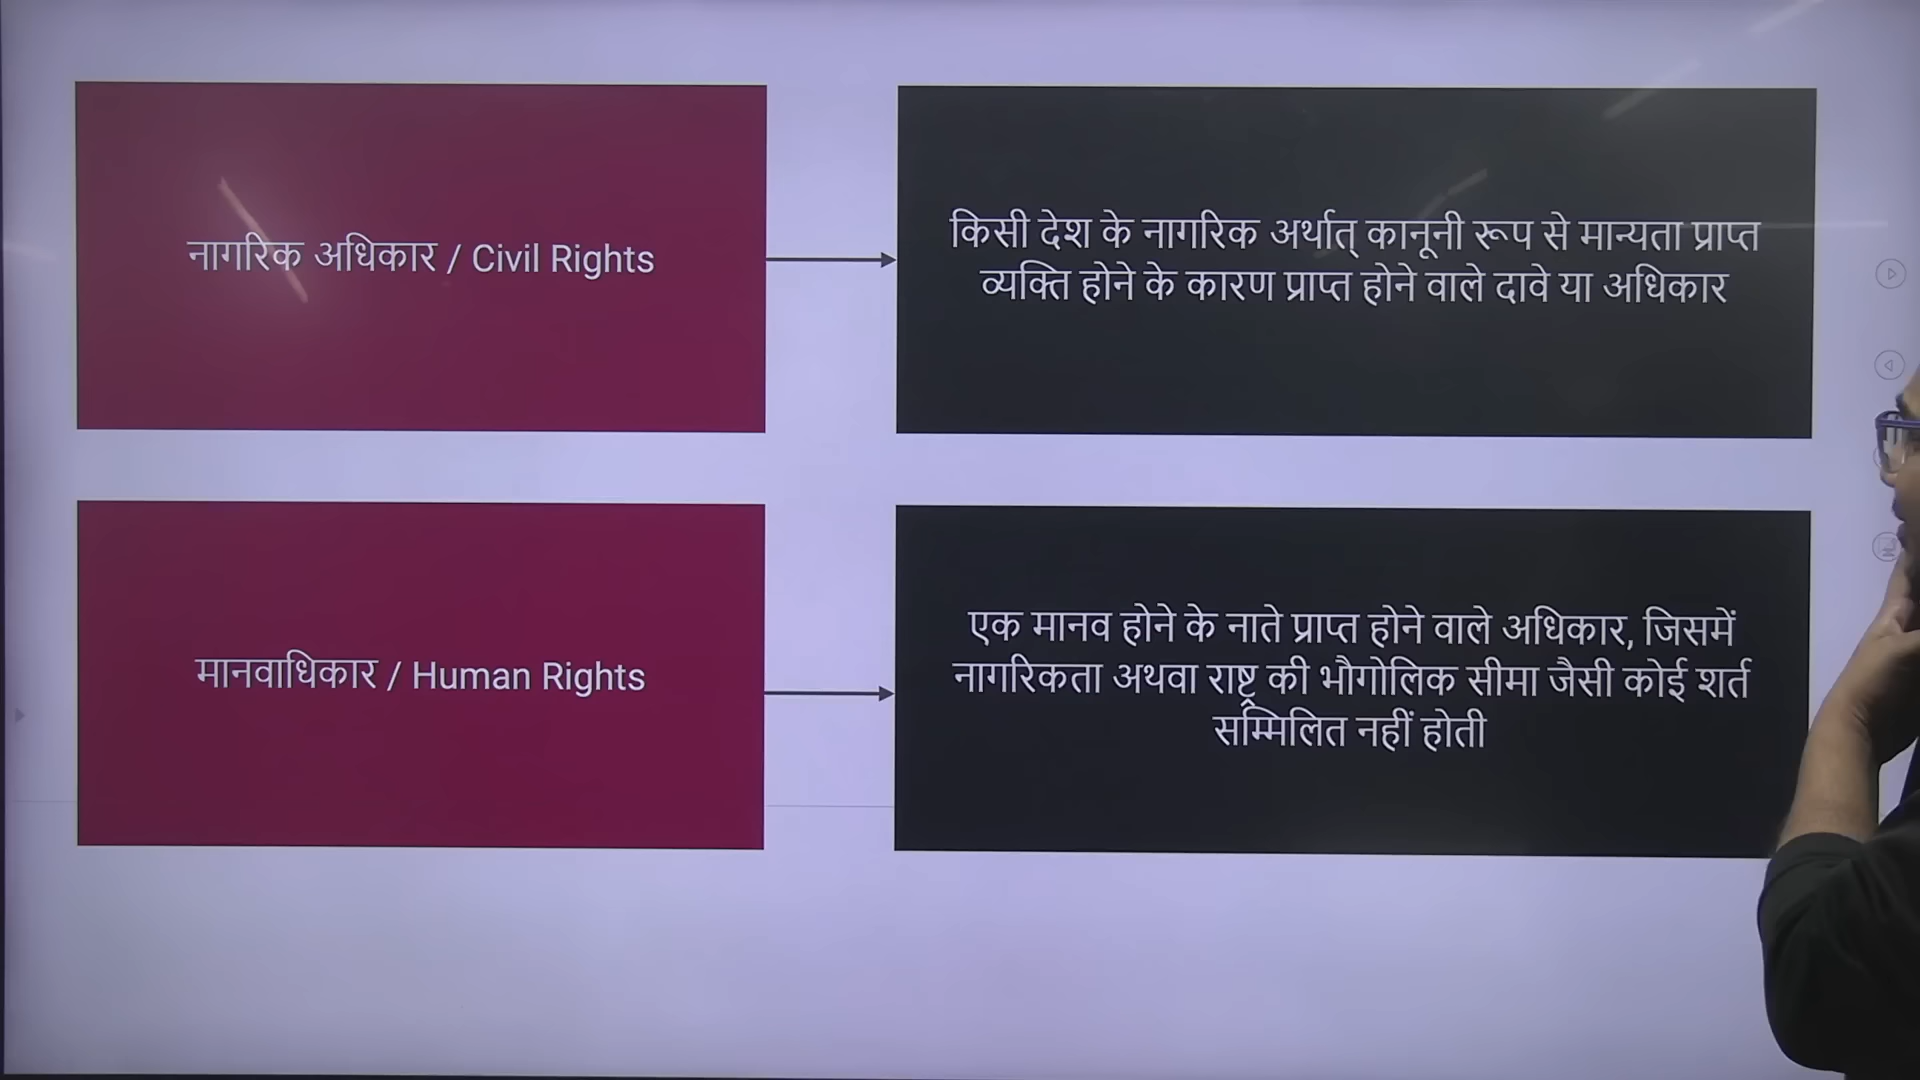 नागरिक अधिकार / Civil Rights
किसी देश के नागरिक अर्थात् कानूनी रूप से मान्यता प्राप्त
व्यक्ति होने के कारण प्राप्त होने वाले दावे या अधिकार
मानवाधिकार / Human Rights
एक मानव होने के नाते प्राप्त होने वाले अधिकार, जिसमें
नागरिकता अथवा राष्ट्र की भौगोलिक सीमा जैसी कोई शर्त
सम्मिलित नहीं होती